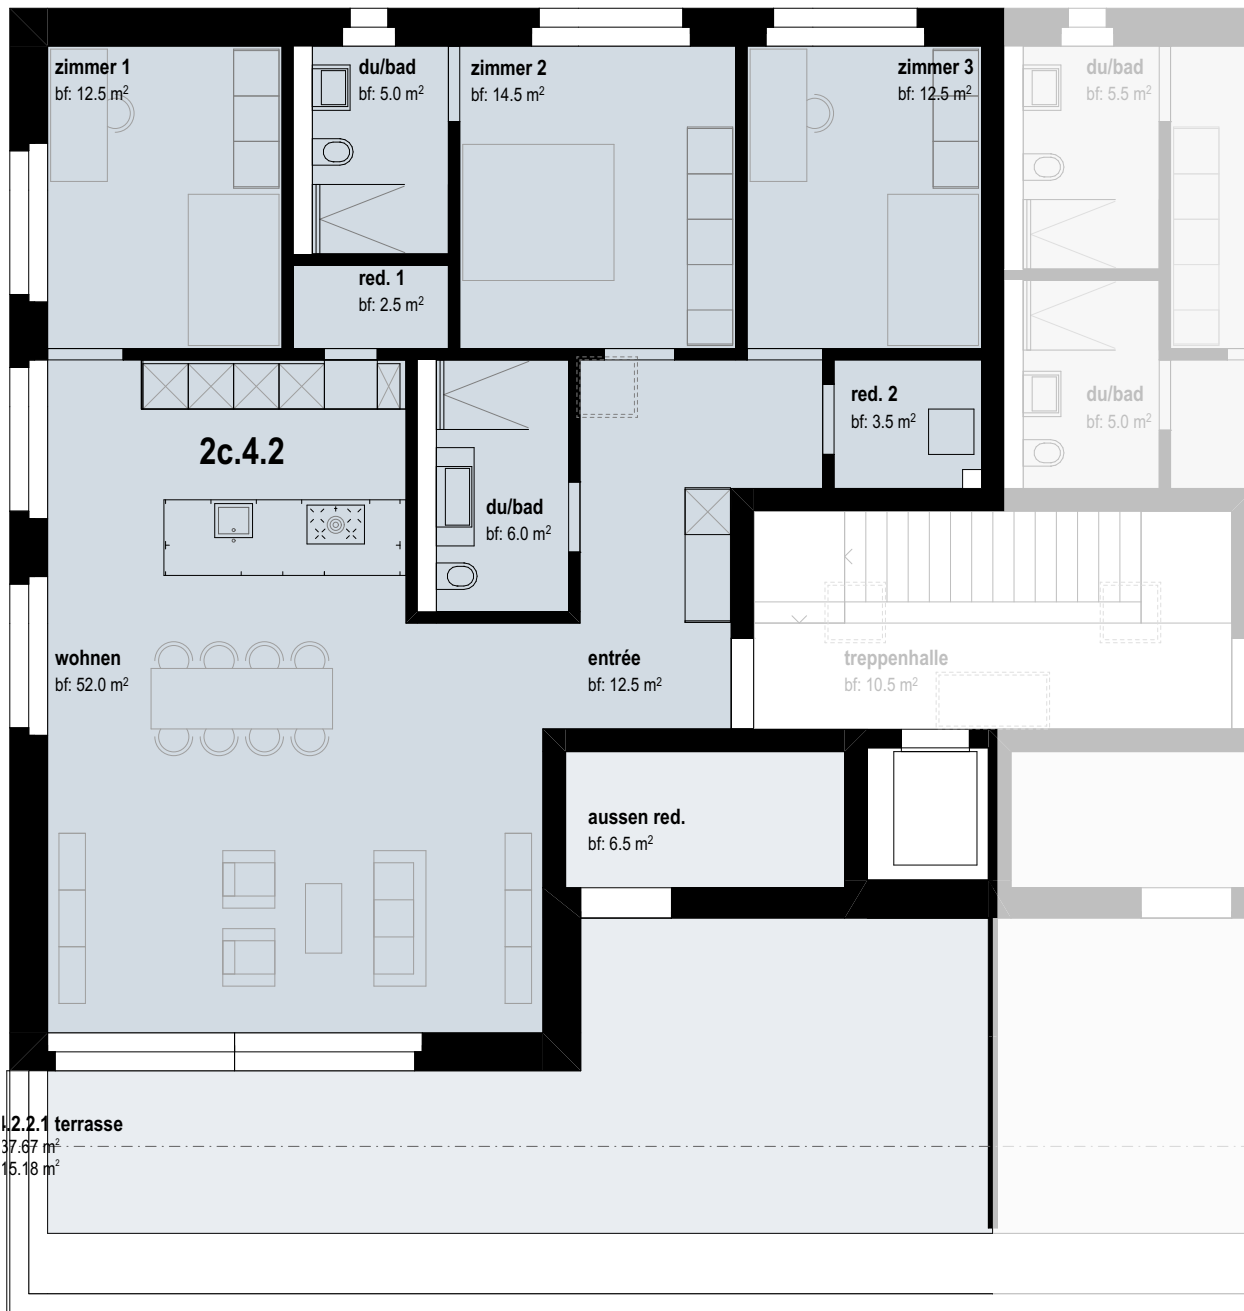 zimmer 1
bf: 12.5 m²
du/bad
bf: 5.0 m²
zimmer 2
bf: 14.5 m²
zimmer 3
bf: 12.5 m²
du/bad
bf: 5.5 m²
red. 1
bf: 2.5 m²
2c.4.2
du/bad
bf: 6.0 m²
red. 2
bf: 3.5 m²
du/bad
bf: 5.0 m²
wohnen
bf: 52.0 m²
entrée
bf: 12.5 m²
treppenhalle
bf: 10.5 m²
aussen red.
bf: 6.5 m²
.2.2.1 terrasse
37.67 m²
15.18 m²